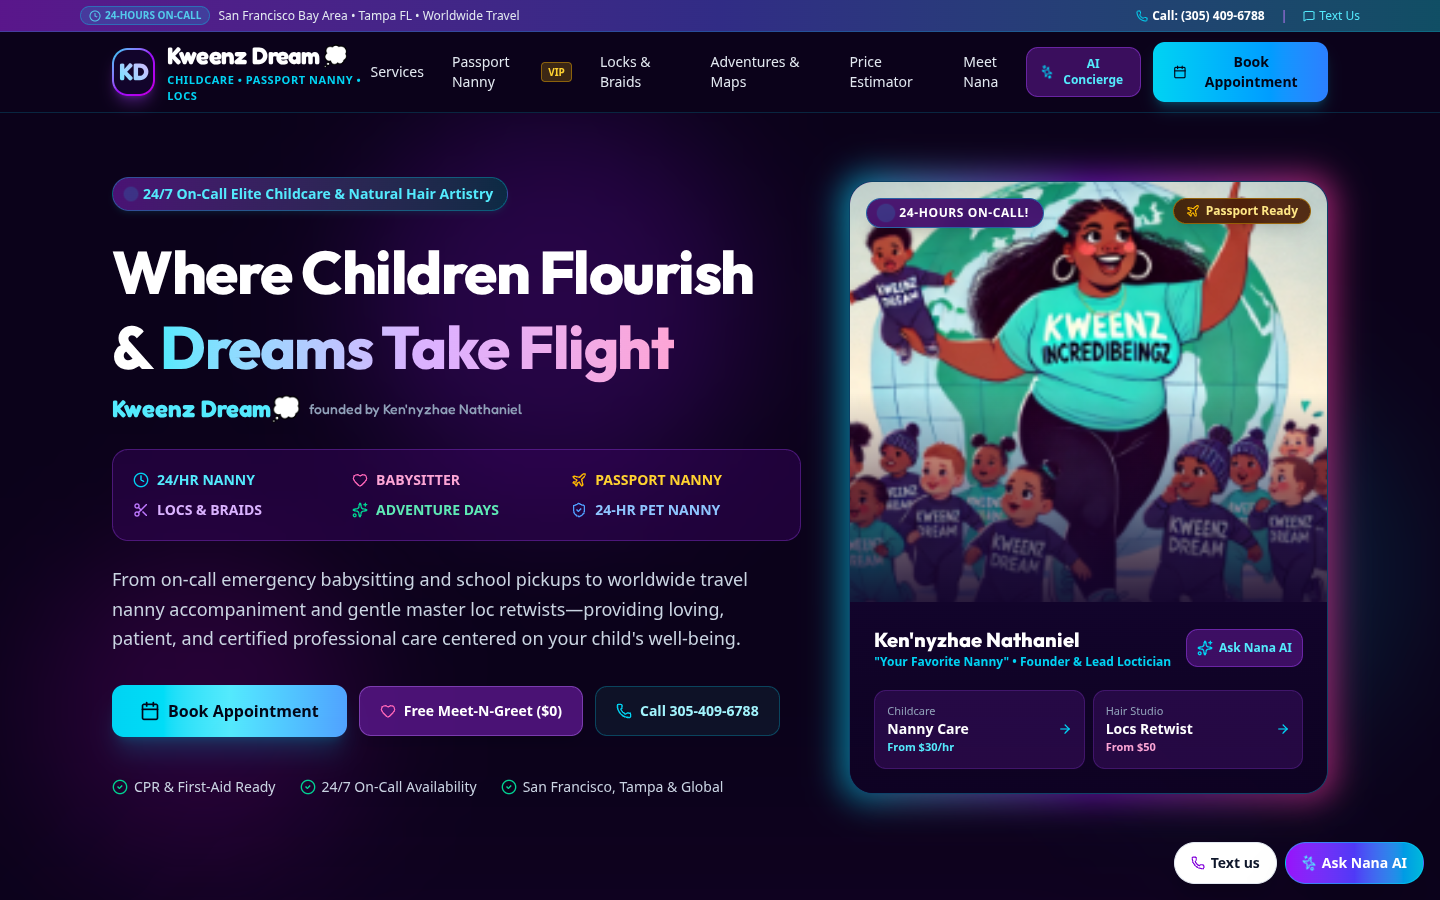 24-HOURS ON-CALL
San Francisco Bay Area • Tampa FL • Worldwide Travel
Call: (305) 409-6788
|
Text Us
KD
Kweenz Dream
CHILDCARE • PASSPORT NANNY •
LOCS
Services
Passport
Nanny
VIP
Locks &
Braids
Adventures &
Maps
Price
Estimator
Meet
Nana
AI
Concierge
Book
Appointment
24/7 On-Call Elite Childcare & Natural Hair Artistry
Where Children Flourish
& Dreams Take Flight
Kweenz Dream
founded by Ken'nyzhae Nathaniel
24/HR NANNY
BABYSITTER
PASSPORT NANNY
LOCS & BRAIDS
ADVENTURE DAYS
24-HR PET NANNY
From on-call emergency babysitting and school pickups to worldwide travel
nanny accompaniment and gentle master loc retwists—providing loving,
patient, and certified professional care centered on your child's well-being.
Book Appointment
Free Meet-N-Greet ($0)
Call 305-409-6788
CPR & First-Aid Ready
24/7 On-Call Availability
San Francisco, Tampa & Global
24-HOURS ON-CALL!
Passport Ready
KWEENZ
DREAM
KWEENZ
INCREDIBEINGZ
KWEENZ
DREAM
KWEENZ
DREAM
KWEENZ
DREAM
Ken'nyzhae Nathaniel
"Your Favorite Nanny" • Founder & Lead Loctician
Ask Nana AI
Childcare
Nanny Care
From $30/hr
Hair Studio
Locs Retwist
From $50
Text us
Ask Nana AI